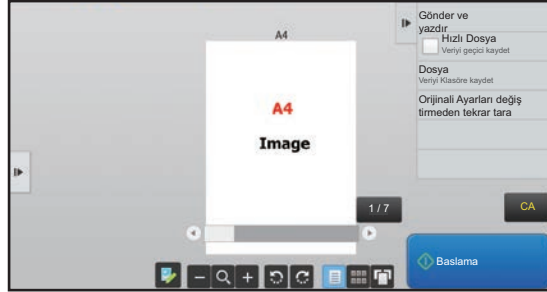 A4
A4
Image
1 / 7
Gönder ve
yazdır
Hızlı Dosya
Veriyi geçici kaydet
Dosya
Veriyi Klasöre kaydet
Orijinali Ayarları değiş
tirmeden tekrar tara
CA
Baslama